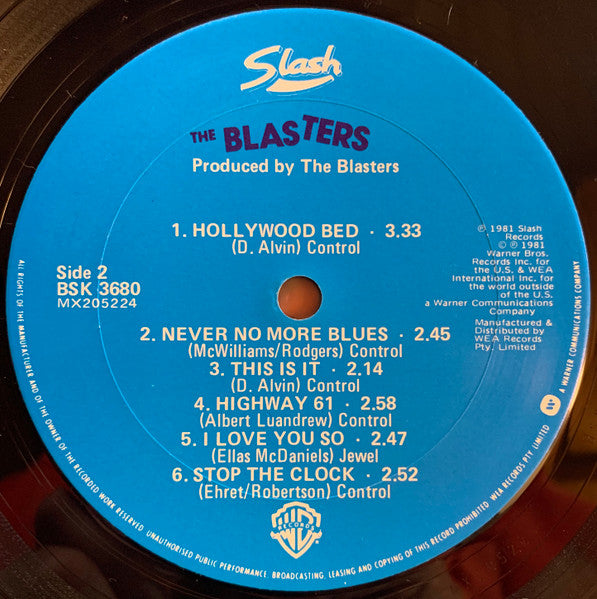 Slash
THE BLASTERS
Produced by The Blasters
1. HOLLYWOOD BED · 3.33
(D. Alvin) Control
Side 2
BSK 3680
MX205224
℗ 1981 Slash
Records
© ℗ 1981
Warner Bros.
Records Inc. for
the U.S. & WEA
International Inc. for
the world outside
of the U.S.
a Warner Communications
Company
Manufactured &
Distributed by
WEA Records
Pty. Limited
2. NEVER NO MORE BLUES · 2.45
(McWilliams/Rodgers) Control
3. THIS IS IT · 2.14
(D. Alvin) Control
4. HIGHWAY 61 · 2.58
(Albert Luandrew) Control
5. I LOVE YOU SO · 2.47
(Ellas McDaniels) Jewel
6. STOP THE CLOCK · 2.52
(Ehret/Robertson) Control
WB
RECORDS
ALL RIGHTS OF THE MANUFACTURER AND OF THE OWNER OF THE RECORDED WORK RESERVED. UNAUTHORISED PUBLIC PERFORMANCE, BROADCASTING, LEASING AND COPYING OF THIS RECORD PROHIBITED. WEA RECORDS PTY LIMITED
A WARNER COMMUNICATIONS COMPANY